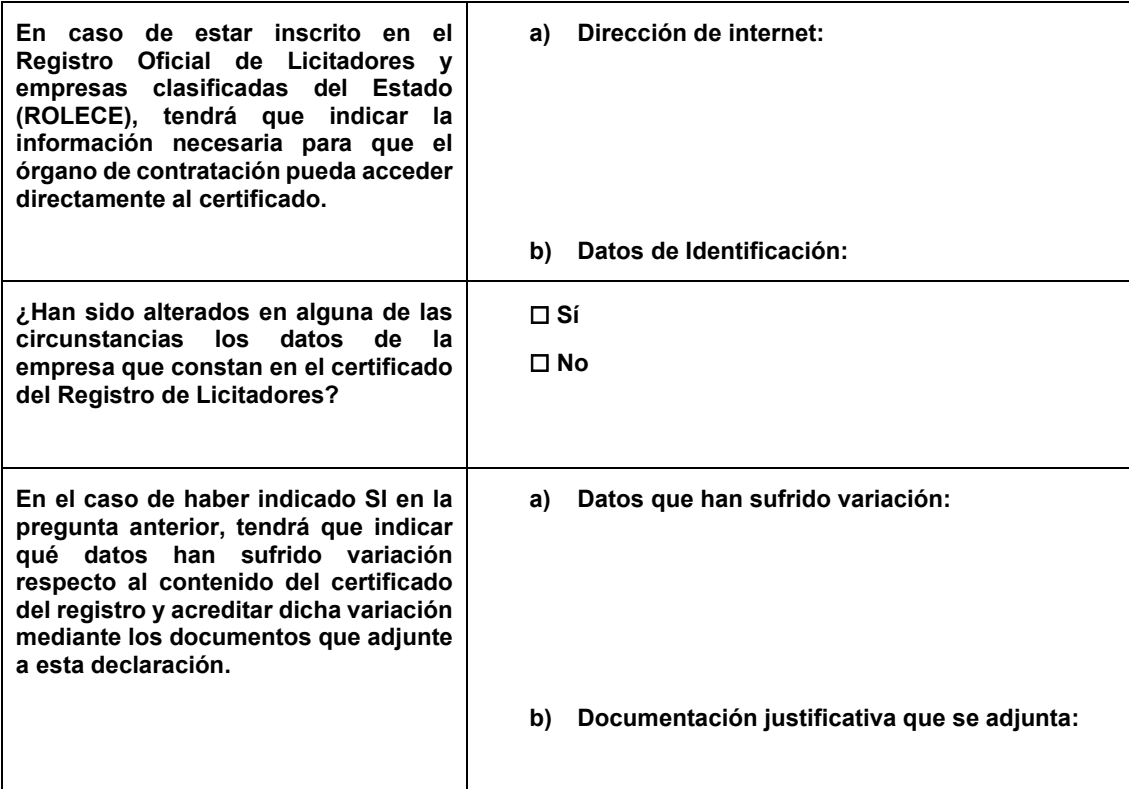 En caso de estar inscrito en el
Registro Oficial de Licitadores y
empresas clasificadas del Estado
(ROLECE), tendrá que indicar la
información necesaria para que el
órgano de contratación pueda acceder
directamente al certificado.
a) Dirección de internet:
b) Datos de Identificación:
¿Han sido alterados en alguna de las
circunstancias los datos de la
empresa que constan en el certificado
del Registro de Licitadores?
☐ Sí
☐ No
En el caso de haber indicado SI en la
pregunta anterior, tendrá que indicar
qué datos han sufrido variación
respecto al contenido del certificado
del registro y acreditar dicha variación
mediante los documentos que adjunte
a esta declaración.
a) Datos que han sufrido variación:
b) Documentación justificativa que se adjunta: